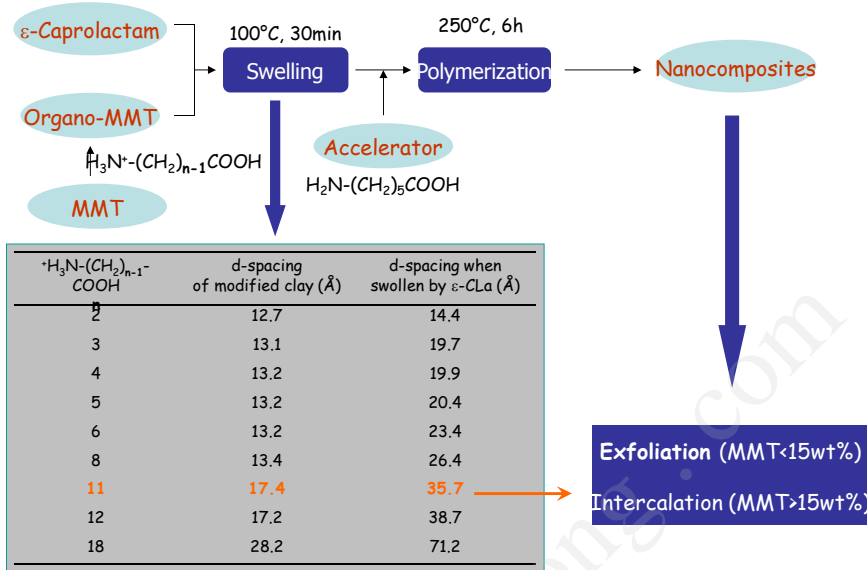 ε-Caprolactam
100°C, 30min
250°C, 6h
Swelling
Polymerization
Nanocomposites
Organo-MMT
H₃N⁺-(CH₂)ₙ₋₁COOH
Accelerator
H₂N-(CH₂)₅COOH
MMT
⁺H₃N-(CH₂)ₙ₋₁-
COOH
n
d-spacing
of modified clay (Å)
d-spacing when
swollen by ε-CLa (Å)
2 12.7 14.4
3 13.1 19.7
4 13.2 19.9
5 13.2 20.4
6 13.2 23.4
8 13.4 26.4
11 17.4 35.7
12 17.2 38.7
18 28.2 71.2
Exfoliation (MMT<15wt%)
Intercalation (MMT>15wt%)